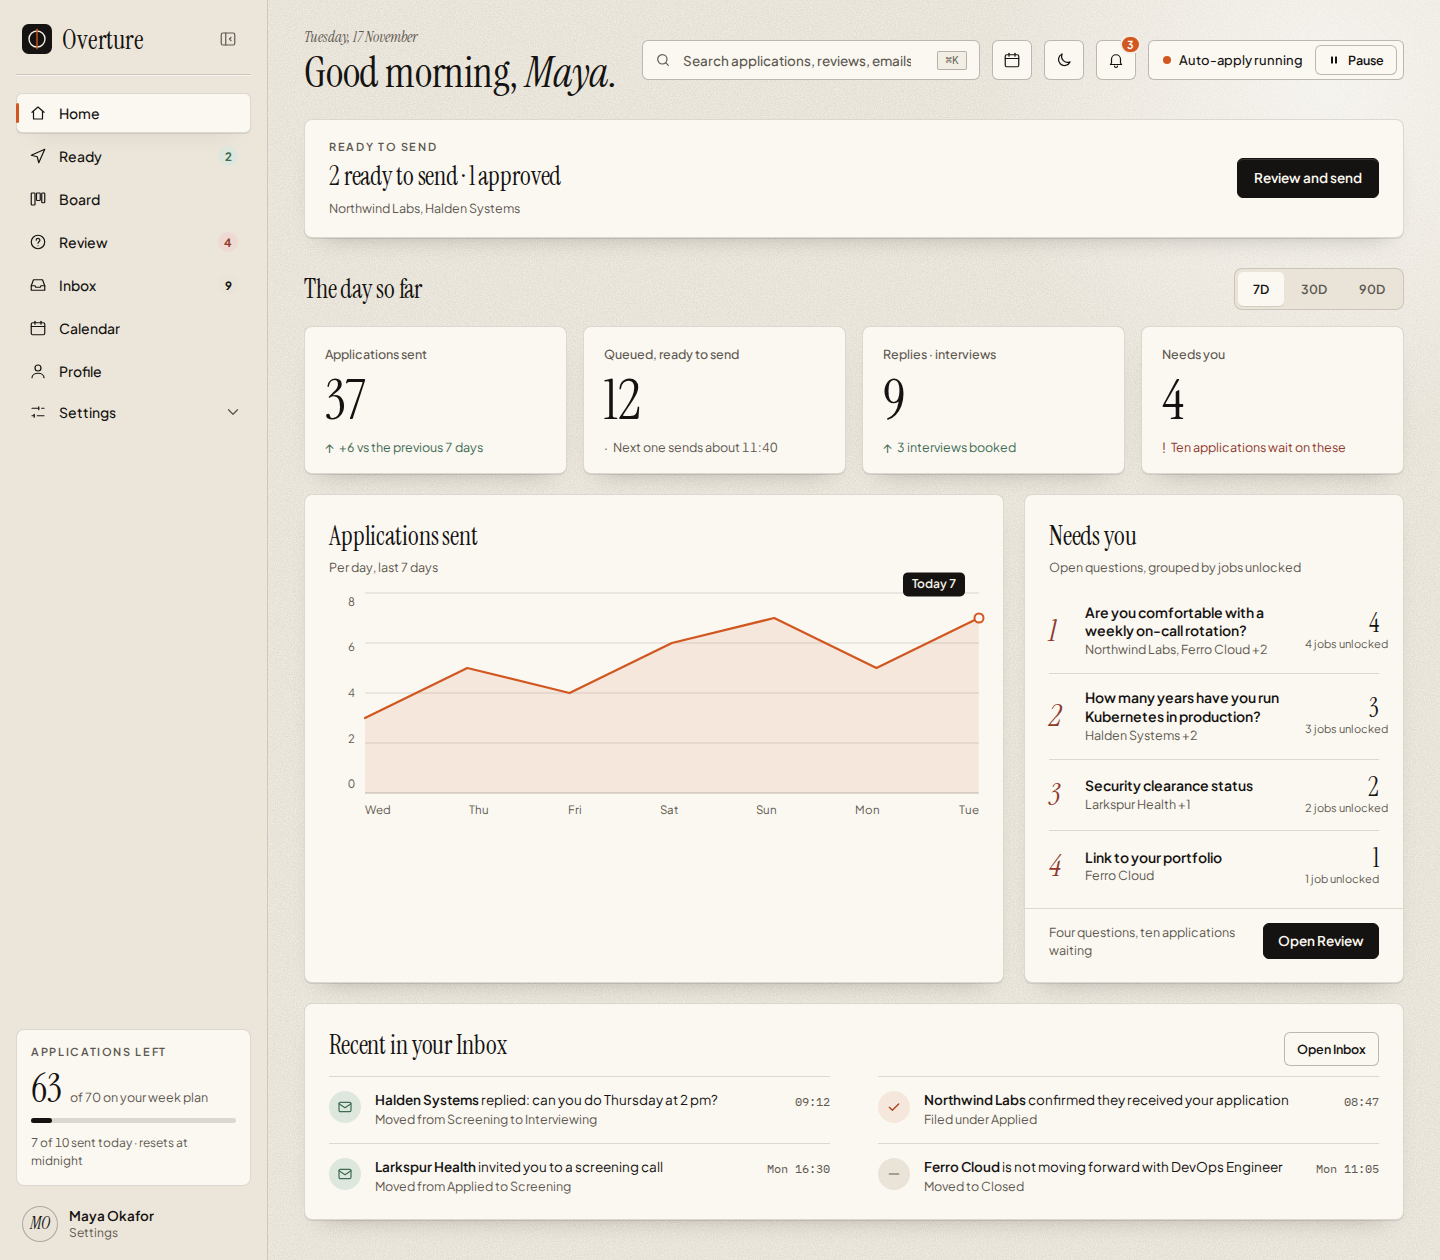 Overture
Home
Ready 2
Board
Review 4
Inbox 9
Calendar
Profile
Settings
APPLICATIONS LEFT
63 of 70 on your week plan
7 of 10 sent today · resets at
midnight
MO
Maya Okafor
Settings
Tuesday, 17 November
Good morning, Maya.
Search applications, reviews, emails
⌘K
3
Auto-apply running
Pause
READY TO SEND
2 ready to send · 1 approved
Northwind Labs, Halden Systems
Review and send
The day so far
7D 30D 90D
Applications sent
37
↑ +6 vs the previous 7 days
Queued, ready to send
12
· Next one sends about 11:40
Replies · interviews
9
↑ 3 interviews booked
Needs you
4
! Ten applications wait on these
Applications sent
Per day, last 7 days
Today 7
8
6
4
2
0
Wed Thu Fri Sat Sun Mon Tue
Needs you
Open questions, grouped by jobs unlocked
1
Are you comfortable with a
weekly on-call rotation?
Northwind Labs, Ferro Cloud +2
4
4 jobs unlocked
2
How many years have you run
Kubernetes in production?
Halden Systems +2
3
3 jobs unlocked
3
Security clearance status
Larkspur Health +1
2
2 jobs unlocked
4
Link to your portfolio
Ferro Cloud
1
1 job unlocked
Four questions, ten applications
waiting
Open Review
Recent in your Inbox
Open Inbox
Halden Systems replied: can you do Thursday at 2 pm? 09:12
Moved from Screening to Interviewing
Northwind Labs confirmed they received your application 08:47
Filed under Applied
Larkspur Health invited you to a screening call Mon 16:30
Moved from Applied to Screening
Ferro Cloud is not moving forward with DevOps Engineer Mon 11:05
Moved to Closed